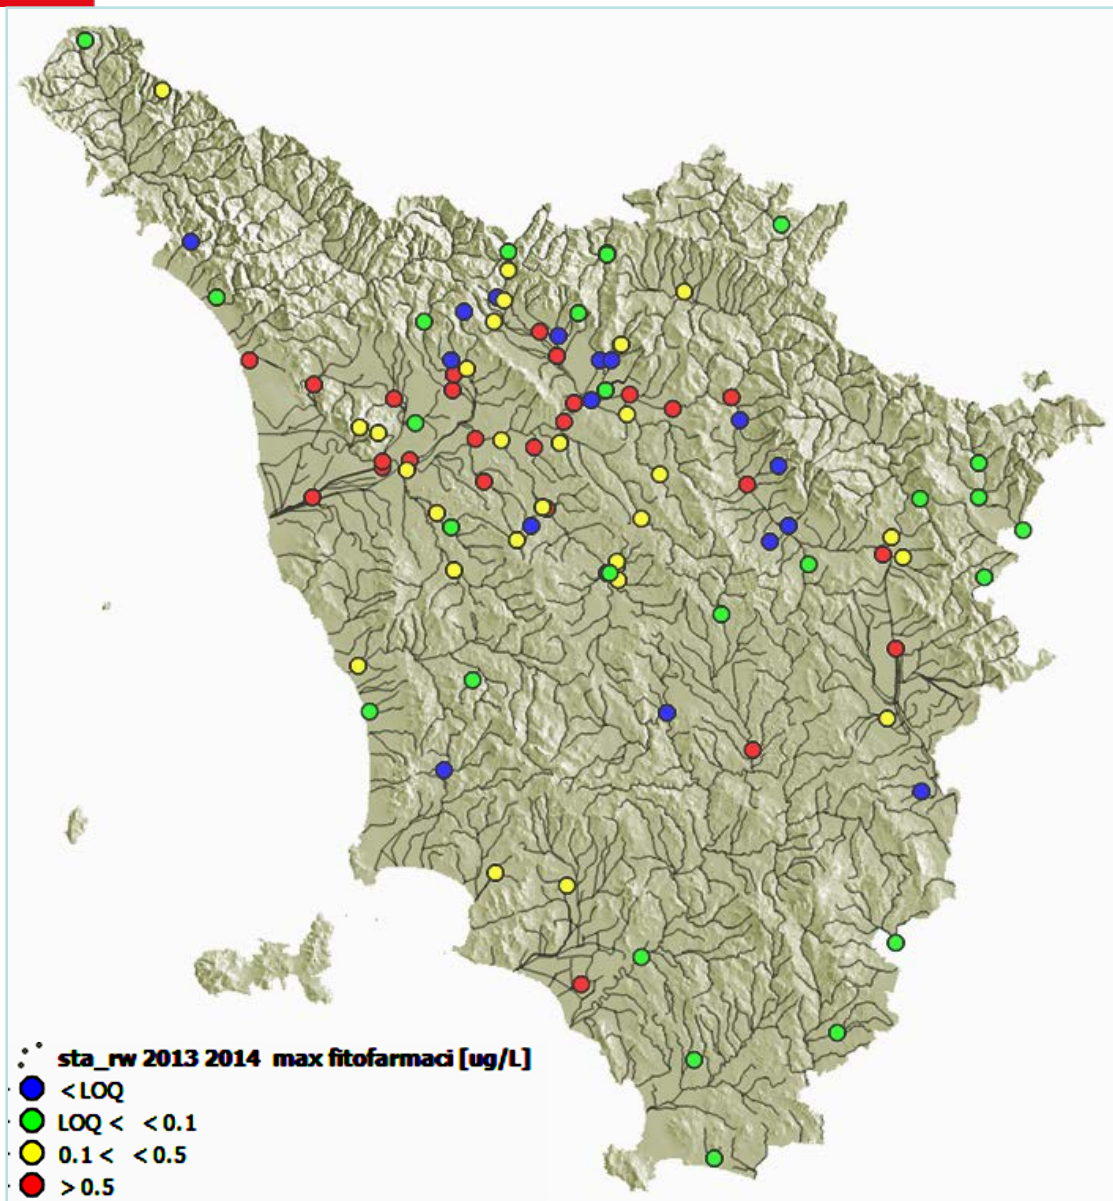 sta_rw 2013 2014 max fitofarmaci [ug/L]
< LOQ
LOQ < < 0.1
0.1 < < 0.5
> 0.5